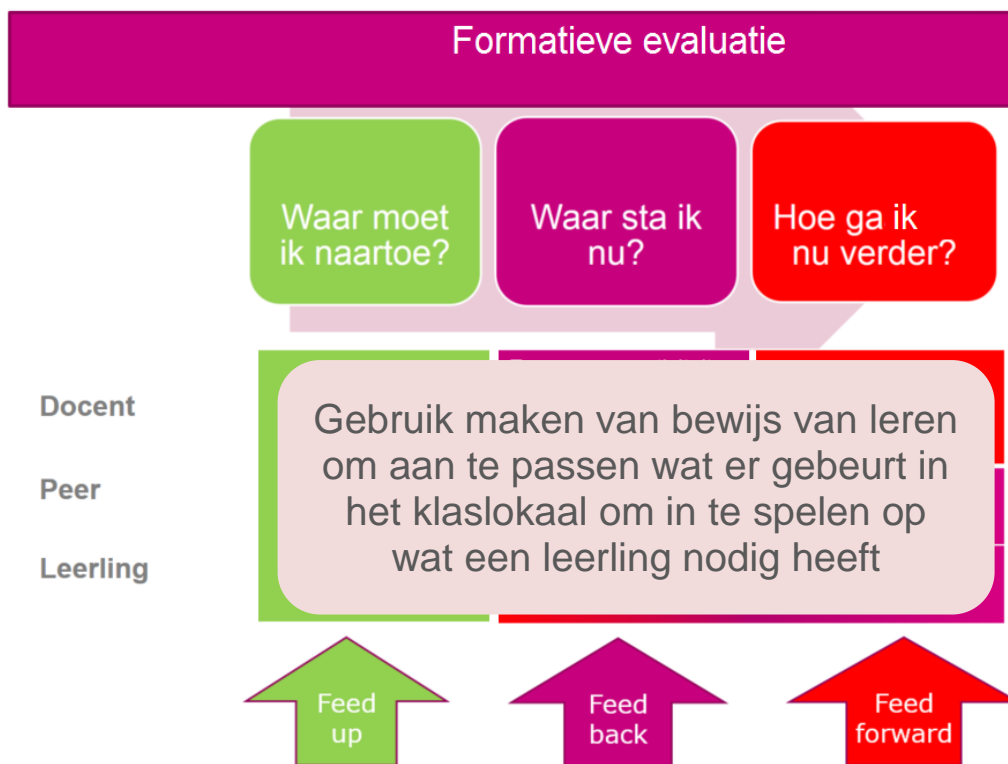 Formatieve evaluatie
Waar moet
ik naartoe?
Waar sta ik
nu?
Hoe ga ik
nu verder?
Docent
Peer
Leerling
Gebruik maken van bewijs van leren
om aan te passen wat er gebeurt in
het klaslokaal om in te spelen op
wat een leerling nodig heeft
Feed
up
Feed
back
Feed
forward